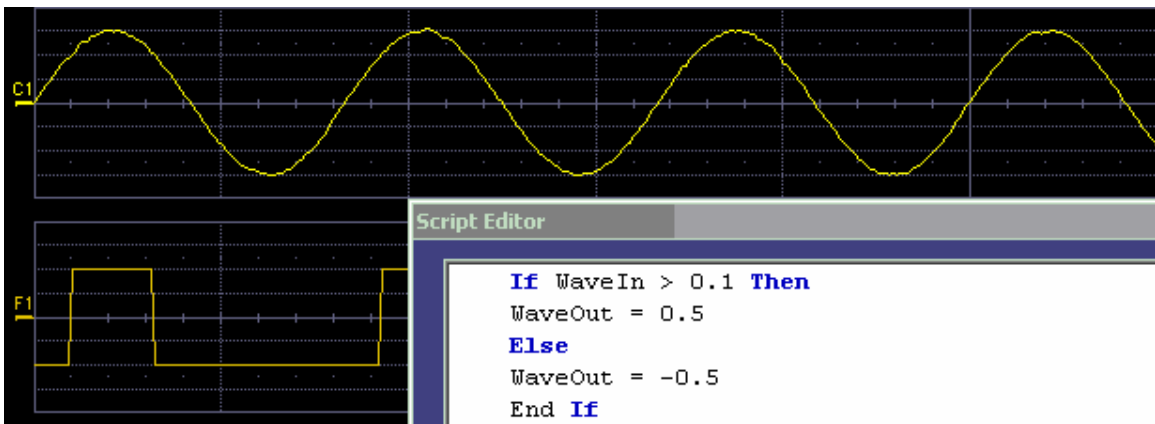 C1
F1
Script Editor
If WaveIn > 0.1 Then
WaveOut = 0.5
Else
WaveOut = -0.5
End If